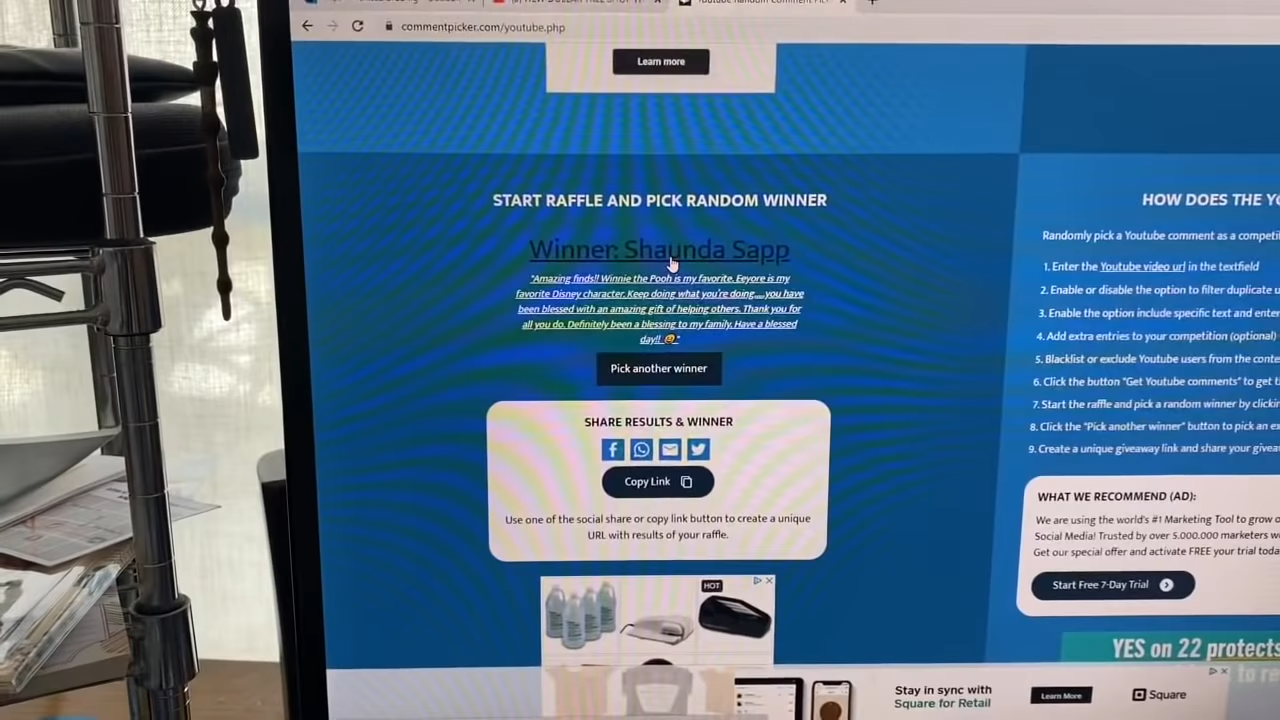 commentpicker.com/youtube.php
Learn more
START RAFFLE AND PICK RANDOM WINNER
Winner: Shaunda Sapp
"Amazing finds!! Winnie the Pooh is my favorite. Eeyore is my
favorite Disney character. Keep doing what you're doing.....you have
been blessed with an amazing gift of helping others. Thank you for
all you do. Definitely been a blessing to my family. Have a blessed
day!! 😊"
Pick another winner
SHARE RESULTS & WINNER
Copy Link
Use one of the social share or copy link button to create a unique
URL with results of your raffle.
HOT
HOW DOES THE YO
Randomly pick a Youtube comment as a competi
1. Enter the Youtube video url in the textfield
2. Enable or disable the option to filter duplicate u
3. Enable the option include specific text and enter
4. Add extra entries to your competition (optional)
5. Blacklist or exclude Youtube users from the conte
6. Click the button "Get Youtube comments" to get t
7. Start the raffle and pick a random winner by clickin
8. Click the "Pick another winner" button to pick an ex
9. Create a unique giveaway link and share your givea
WHAT WE RECOMMEND (AD):
We are using the world's #1 Marketing Tool to grow o
Social Media! Trusted by over 5.000.000 marketers w
Get our special offer and activate FREE your trial toda
Start Free 7-Day Trial
YES on 22 protects
to re
Stay in sync with
Square for Retail
Learn More
Square